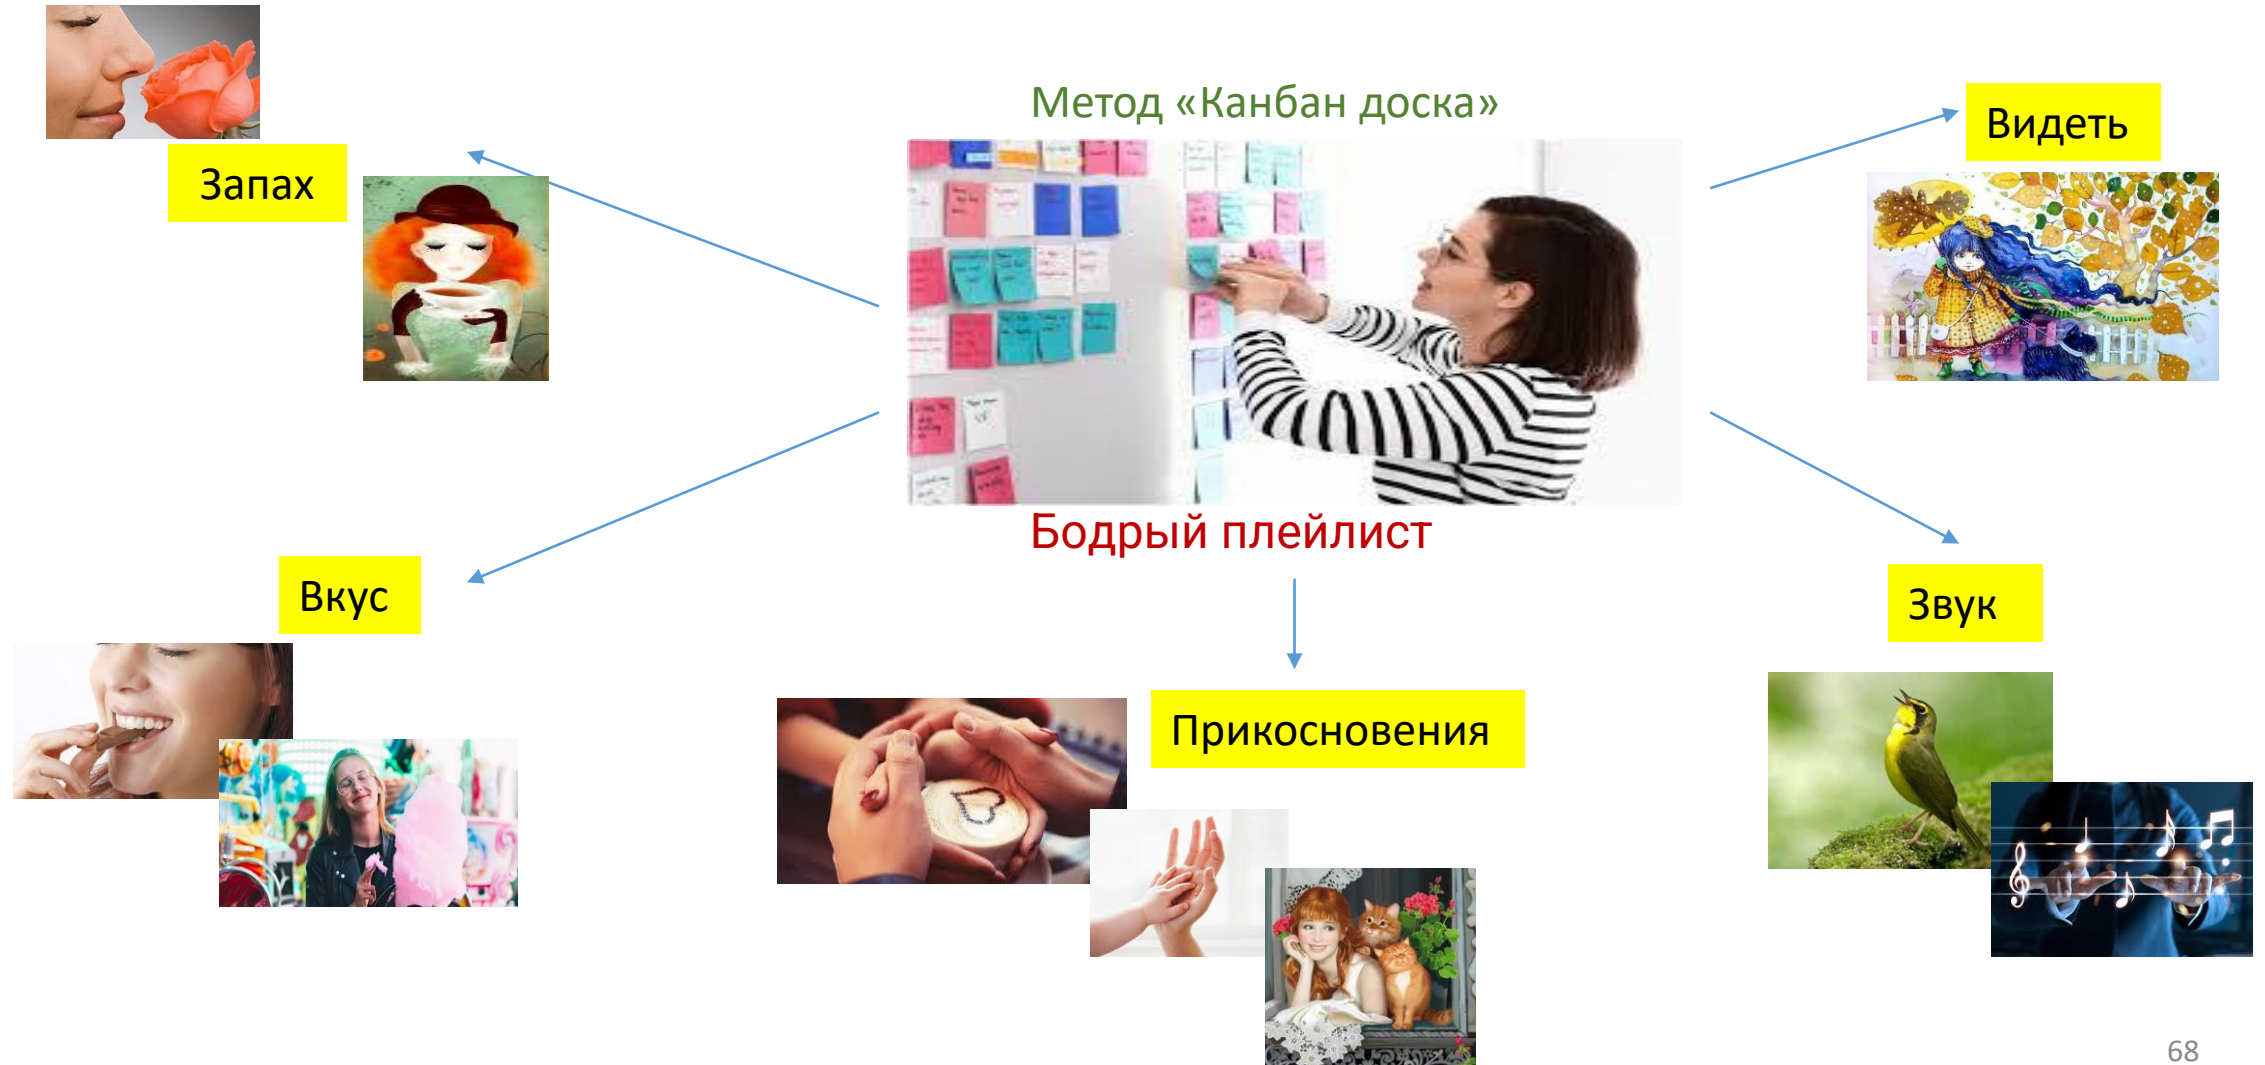 Метод «Канбан доска»
Видеть
Запах
Бодрый плейлист
Вкус
Звук
Прикосновения
68